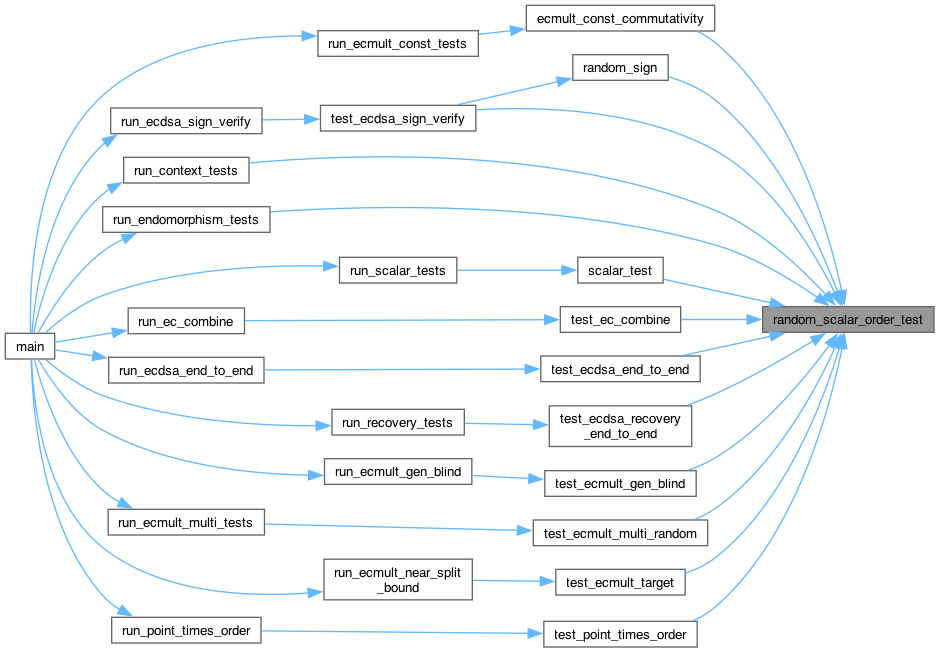 ecmult_const_commutativity
run_ecmult_const_tests
random_sign
run_ecdsa_sign_verify
test_ecdsa_sign_verify
run_context_tests
run_endomorphism_tests
run_scalar_tests
scalar_test
run_ec_combine
test_ec_combine
random_scalar_order_test
main
run_ecdsa_end_to_end
test_ecdsa_end_to_end
run_recovery_tests
test_ecdsa_recovery
_end_to_end
run_ecmult_gen_blind
test_ecmult_gen_blind
run_ecmult_multi_tests
test_ecmult_multi_random
run_ecmult_near_split
_bound
test_ecmult_target
run_point_times_order
test_point_times_order